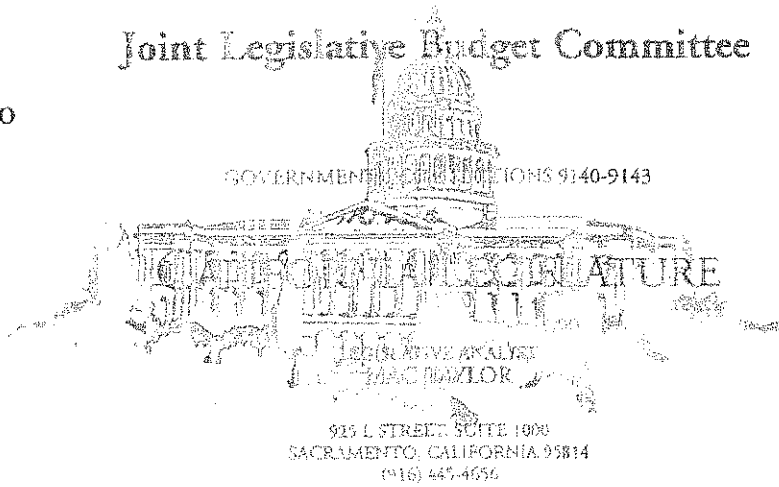 Joint Legislative Budget Committee
o
GOVERNMENT CODE SECTIONS 9140-9143
CALIFORNIA LEGISLATURE
LEGISLATIVE ANALYST
MAC TAYLOR
925 L STREET, SUITE 1000
SACRAMENTO, CALIFORNIA 95814
(916) 445-4656